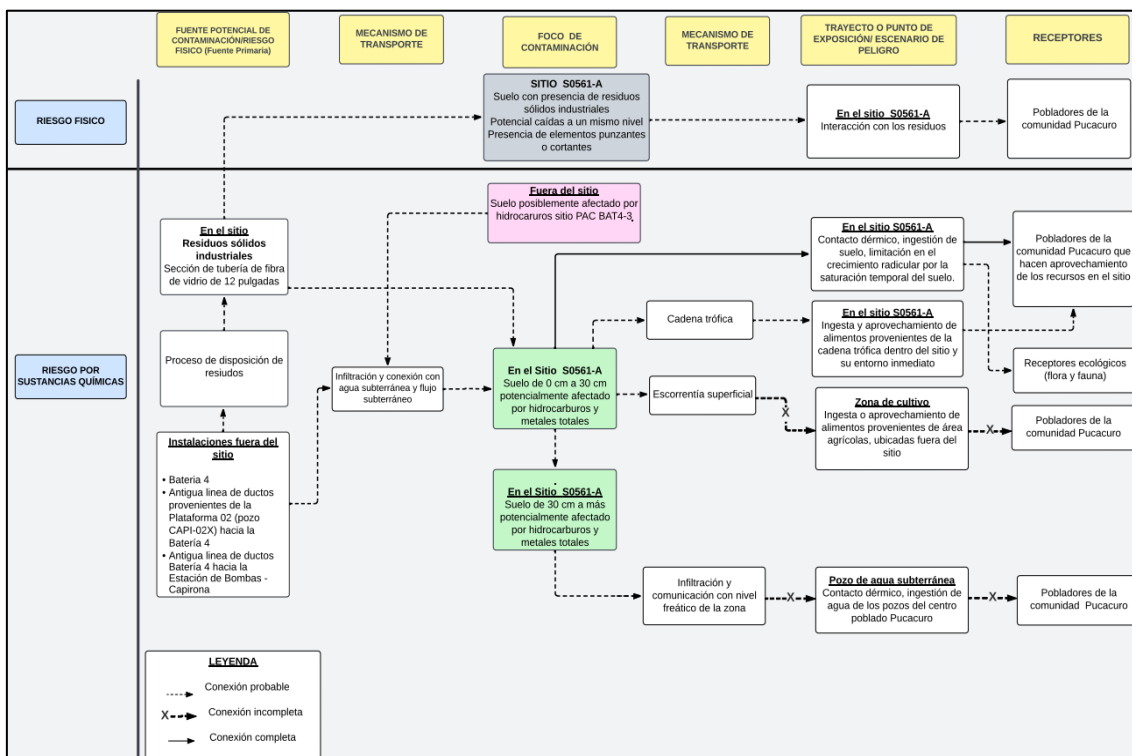 FUENTE POTENCIAL DE
CONTAMINACIÓN/RIESGO
FISICO (Fuente Primaria)
MECANISMO DE
TRANSPORTE
FOCO DE
CONTAMINACIÓN
MECANISMO DE
TRANSPORTE
TRAYECTO O PUNTO DE
EXPOSICIÓN/ ESCENARIO DE
PELIGRO
RECEPTORES
RIESGO FISICO
SITIO S0561-A
Suelo con presencia de residuos
sólidos industriales
Potencial caídas a un mismo nivel
Presencia de elementos punzantes
o cortantes
En el sitio S0561-A
Interacción con los residuos
Pobladores de la
comunidad Pucacuro
RIESGO POR
SUSTANCIAS QUÍMICAS
Fuera del sitio
Suelo posiblemente afectado por
hidrocaruros sitio PAC BAT4-3.
En el sitio
Residuos sólidos
industriales
Sección de tubería de fibra
de vidrio de 12 pulgadas
En el sitio S0561-A
Contacto dérmico, ingestión de
suelo, limitación en el
crecimiento radicular por la
saturación temporal del suelo.
Pobladores de la
comunidad Pucacuro que
hacen aprovechamiento
de los recursos en el sitio
Cadena trófica
En el sitio S0561-A
Ingesta y aprovechamiento de
alimentos provenientes de la
cadena trófica dentro del sitio y
su entorno inmediato
Proceso de disposición de
resiudos
Infiltración y conexión con
agua subterránea y flujo
subterráneo
En el Sitio S0561-A
Suelo de 0 cm a 30 cm
potencialmente afectado
por hidrocarburos y
metales totales
Receptores ecológicos
(flora y fauna)
Escorrentía superficial
X
Zona de cultivo
Ingesta o aprovechamiento de
alimentos provenientes de área
agrícolas, ubicadas fuera del
sitio
X
Pobladores de la
comunidad Pucacuro
Instalaciones fuera del
sitio
• Bateria 4
• Antigua linea de ductos
provenientes de la
Plataforma 02 (pozo
CAPI-02X) hacia la
Batería 4
• Antigua linea de ductos
Batería 4 hacia la
Estación de Bombas -
Capirona
En el Sitio S0561-A
Suelo de 30 cm a más
potencialmente afectado
por hidrocarburos y
metales totales
Infiltración y
comunicación con nivel
freático de la zona
X
Pozo de agua subterránea
Contacto dérmico, ingestión de
agua de los pozos del centro
poblado Pucacuro
X
Pobladores de la
comunidad Pucacuro
LEYENDA
Conexión probable
X Conexión incompleta
Conexión completa